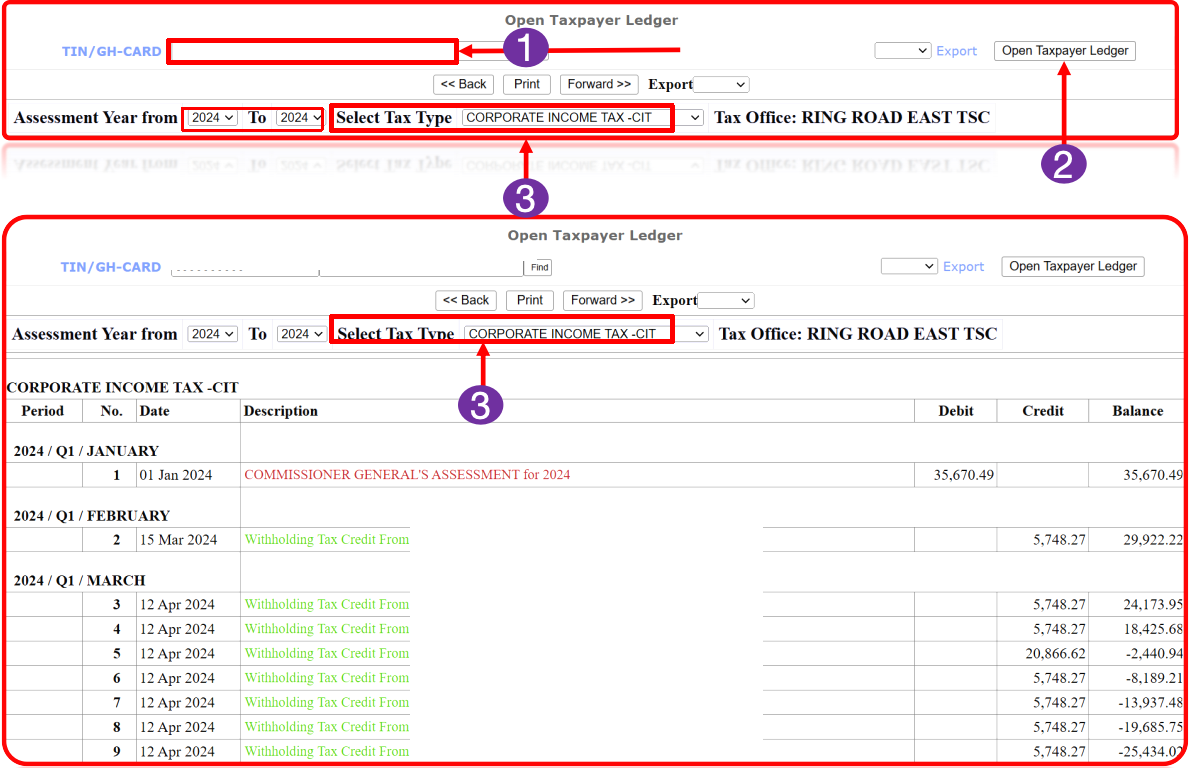 Open Taxpayer Ledger
TIN/GH-CARD 1 Export Open Taxpayer Ledger
<< Back Print Forward >> Export
Assessment Year from 2024 To 2024 Select Tax Type CORPORATE INCOME TAX -CIT Tax Office: RING ROAD EAST TSC
2
3
Open Taxpayer Ledger
TIN/GH-CARD Find Export Open Taxpayer Ledger
<< Back Print Forward >> Export
Assessment Year from 2024 To 2024 Select Tax Type CORPORATE INCOME TAX -CIT Tax Office: RING ROAD EAST TSC
CORPORATE INCOME TAX -CIT
3
Period No. Date Description Debit Credit Balance
2024 / Q1 / JANUARY
1 01 Jan 2024 COMMISSIONER GENERAL'S ASSESSMENT for 2024 35,670.49 35,670.49
2024 / Q1 / FEBRUARY
2 15 Mar 2024 Withholding Tax Credit From 5,748.27 29,922.22
2024 / Q1 / MARCH
3 12 Apr 2024 Withholding Tax Credit From 5,748.27 24,173.95
4 12 Apr 2024 Withholding Tax Credit From 5,748.27 18,425.68
5 12 Apr 2024 Withholding Tax Credit From 20,866.62 -2,440.94
6 12 Apr 2024 Withholding Tax Credit From 5,748.27 -8,189.21
7 12 Apr 2024 Withholding Tax Credit From 5,748.27 -13,937.48
8 12 Apr 2024 Withholding Tax Credit From 5,748.27 -19,685.75
9 12 Apr 2024 Withholding Tax Credit From 5,748.27 -25,434.02